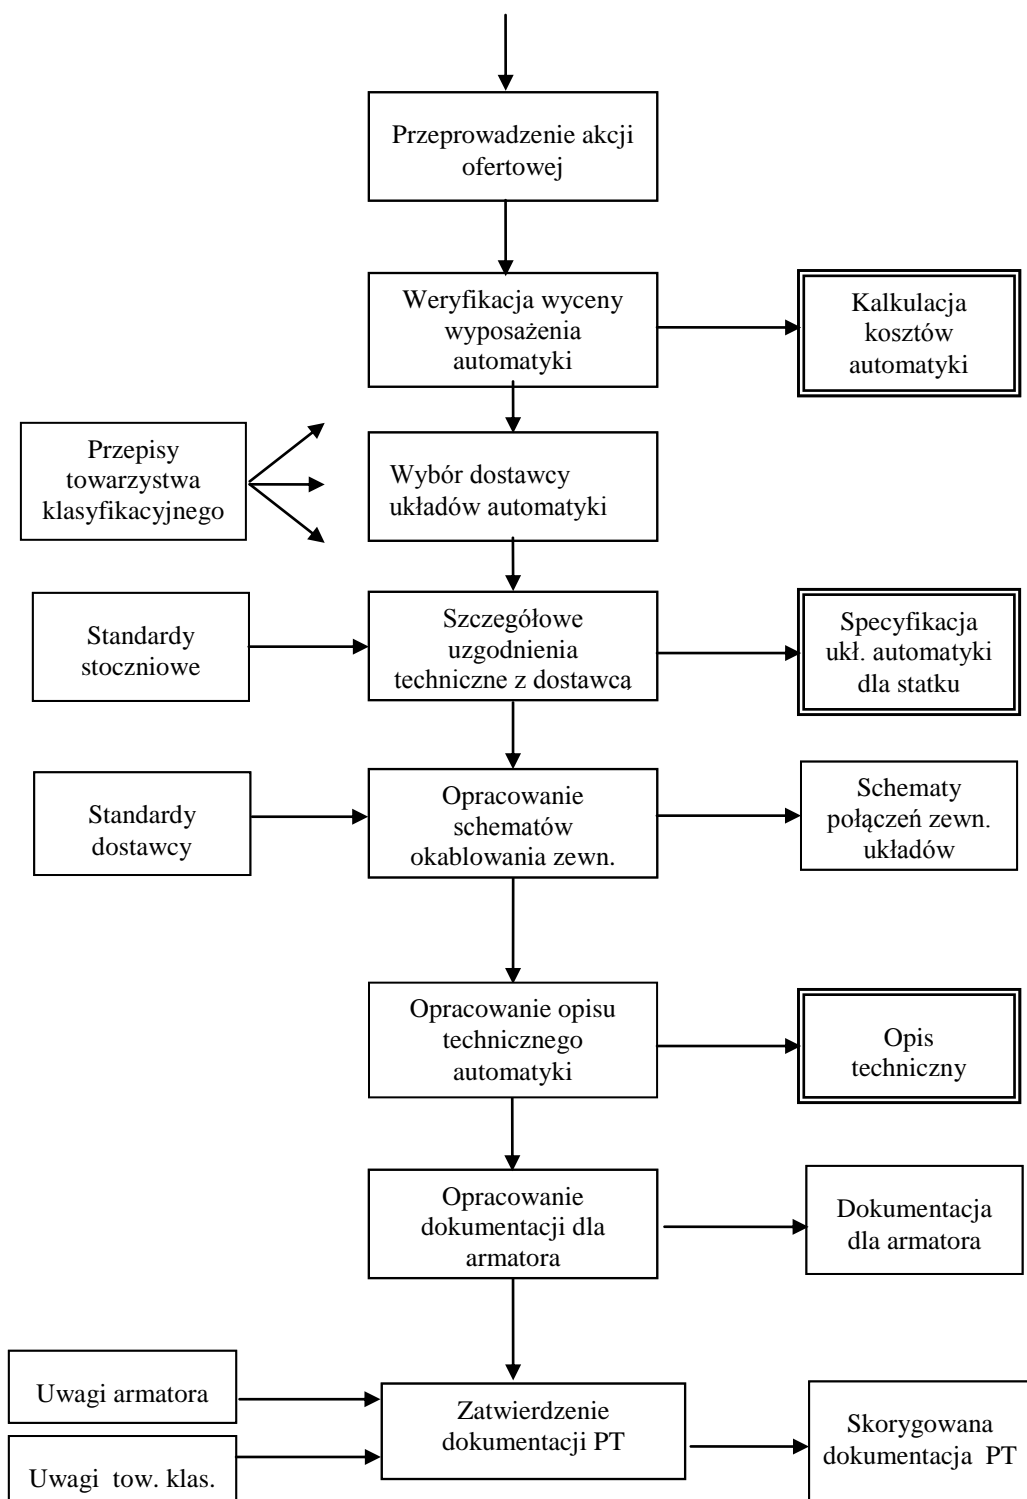 Przeprowadzenie akcji
ofertowej
Weryfikacja wyceny
wyposażenia
automatyki
Kalkulacja
kosztów
automatyki
Przepisy
towarzystwa
klasyfikacyjnego
Wybór dostawcy
układów automatyki
Standardy
stoczniowe
Szczegółowe
uzgodnienia
techniczne z dostawcą
Specyfikacja
ukł. automatyki
dla statku
Standardy
dostawcy
Opracowanie
schematów
okablowania zewn.
Schematy
połączeń zewn.
układów
Opracowanie opisu
technicznego
automatyki
Opis
techniczny
Opracowanie
dokumentacji dla
armatora
Dokumentacja
dla armatora
Uwagi armatora
Uwagi tow. klas.
Zatwierdzenie
dokumentacji PT
Skorygowana
dokumentacja PT